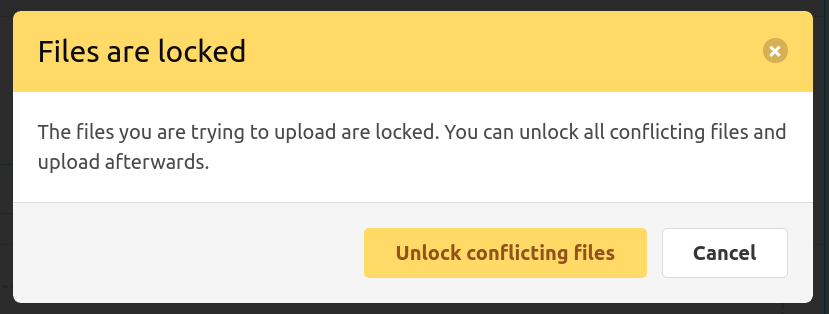 Files are locked
The files you are trying to upload are locked. You can unlock all conflicting files and
upload afterwards.
Unlock conflicting files
Cancel